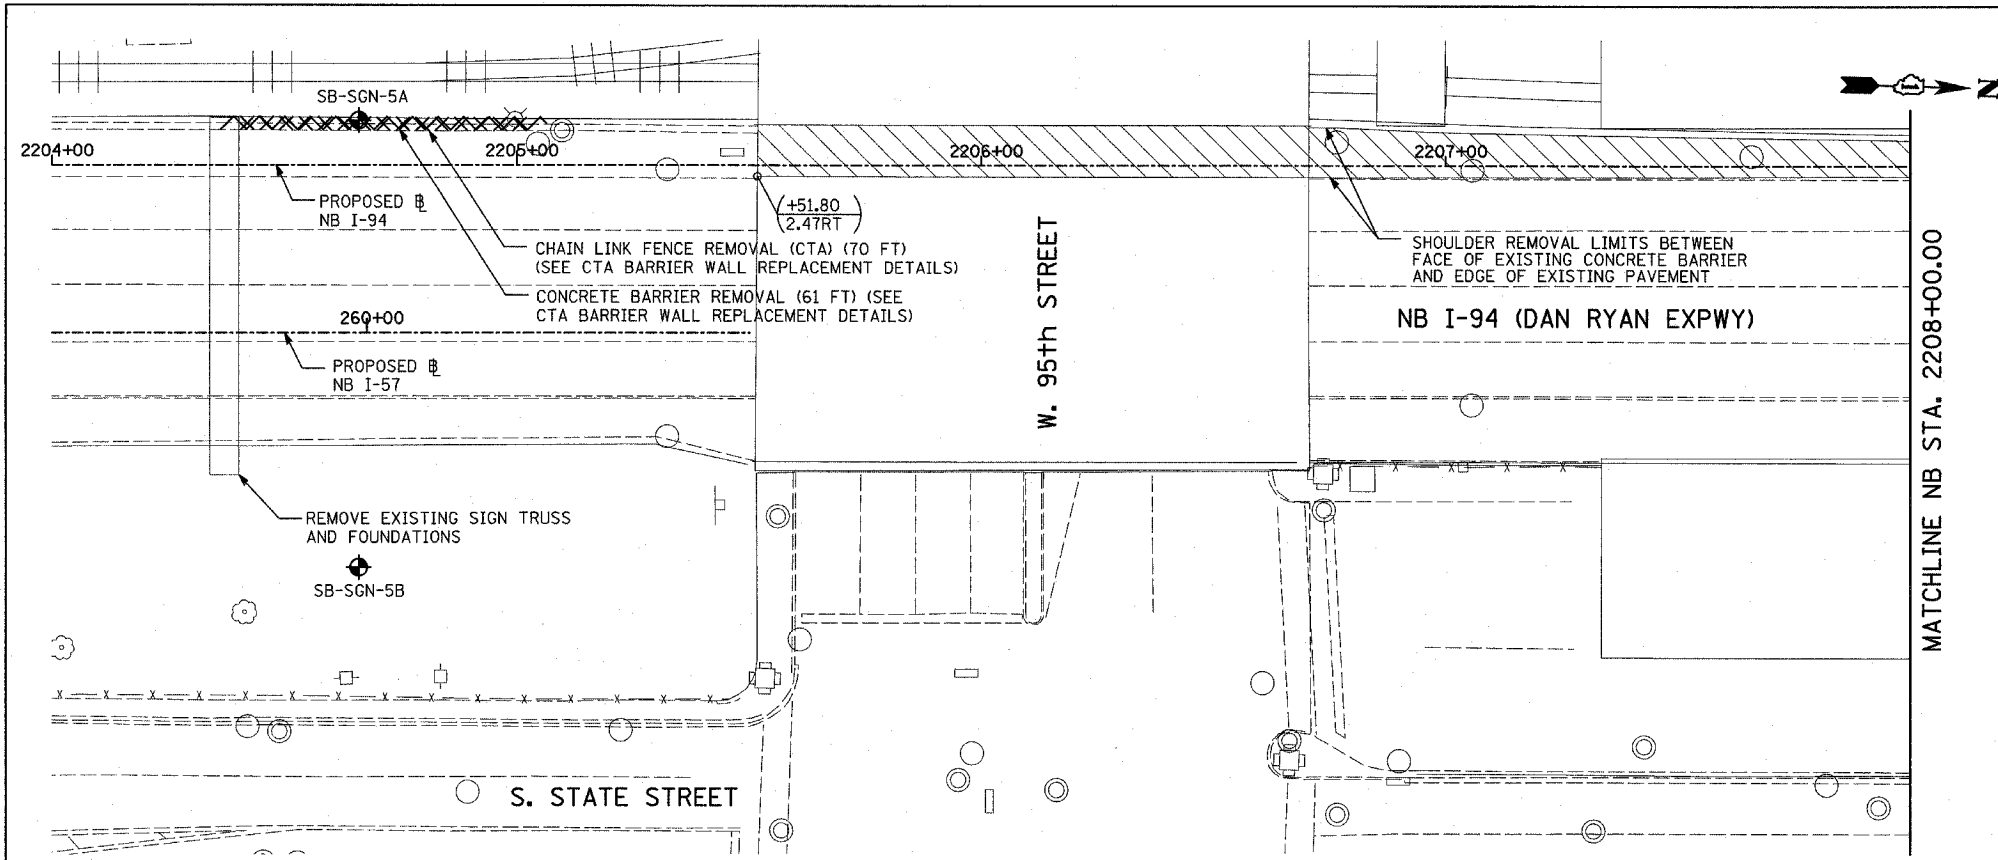 SB-SGN-5A
N
2204+00
2205+00
2206+00
2207+00
PROPOSED BL
NB I-94
(+51.80
2.47RT)
CHAIN LINK FENCE REMOVAL (CTA) (70 FT)
(SEE CTA BARRIER WALL REPLACEMENT DETAILS)
CONCRETE BARRIER REMOVAL (61 FT) (SEE
CTA BARRIER WALL REPLACEMENT DETAILS)
W. 95th STREET
SHOULDER REMOVAL LIMITS BETWEEN
FACE OF EXISTING CONCRETE BARRIER
AND EDGE OF EXISTING PAVEMENT
260+00
NB I-94 (DAN RYAN EXPWY)
PROPOSED BL
NB I-57
MATCHLINE NB STA. 2208+00.00
REMOVE EXISTING SIGN TRUSS
AND FOUNDATIONS
SB-SGN-5B
S. STATE STREET